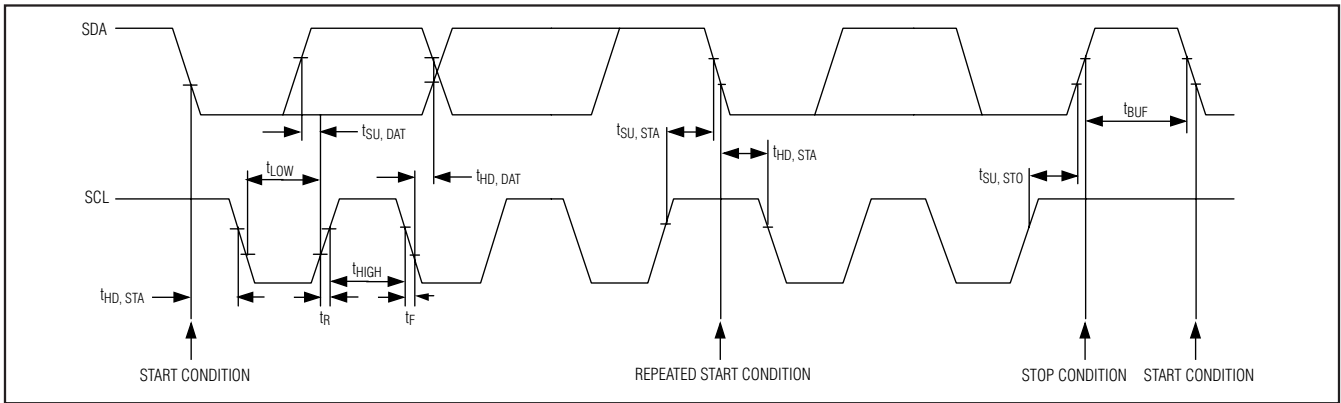 SDA
tSU, DAT
tSU, STA
tBUF
tHD, STA
tLOW
tHD, DAT
tSU, STO
SCL
tHIGH
tHD, STA
tR
tF
START CONDITION
REPEATED START CONDITION
STOP CONDITION
START CONDITION